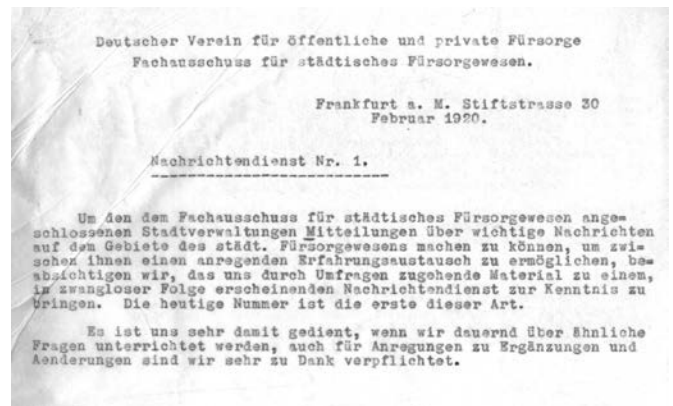 Deutscher Verein für öffentliche und private Fürsorge
Fachausschuss für städtisches Fürsorgewesen.
Frankfurt a. M. Stiftstrasse 30
Februar 1920.
Nachrichtendienst Nr. 1.
Um den dem Fachausschuss für städtisches Fürsorgewesen ange=
schlossenen Stadtverwaltungen Mitteilungen über wichtige Nachrichten
auf dem Gebiete des städt. Fürsorgewesens machen zu können, um zwi=
schen ihnen einen anregenden Erfahrungsaustausch zu ermöglichen, be=
absichtigen wir, das uns durch Umfragen zugehende Material zu einem,
in zwangloser Folge erscheinenden Nachrichtendienst zur Kenntnis zu
bringen. Die heutige Nummer ist die erste dieser Art.
Es ist uns sehr damit gedient, wenn wir dauernd über ähnliche
Fragen unterrichtet werden, auch für Anregungen zu Ergänzungen und
Aenderungen sind wir sehr zu Dank verpflichtet.